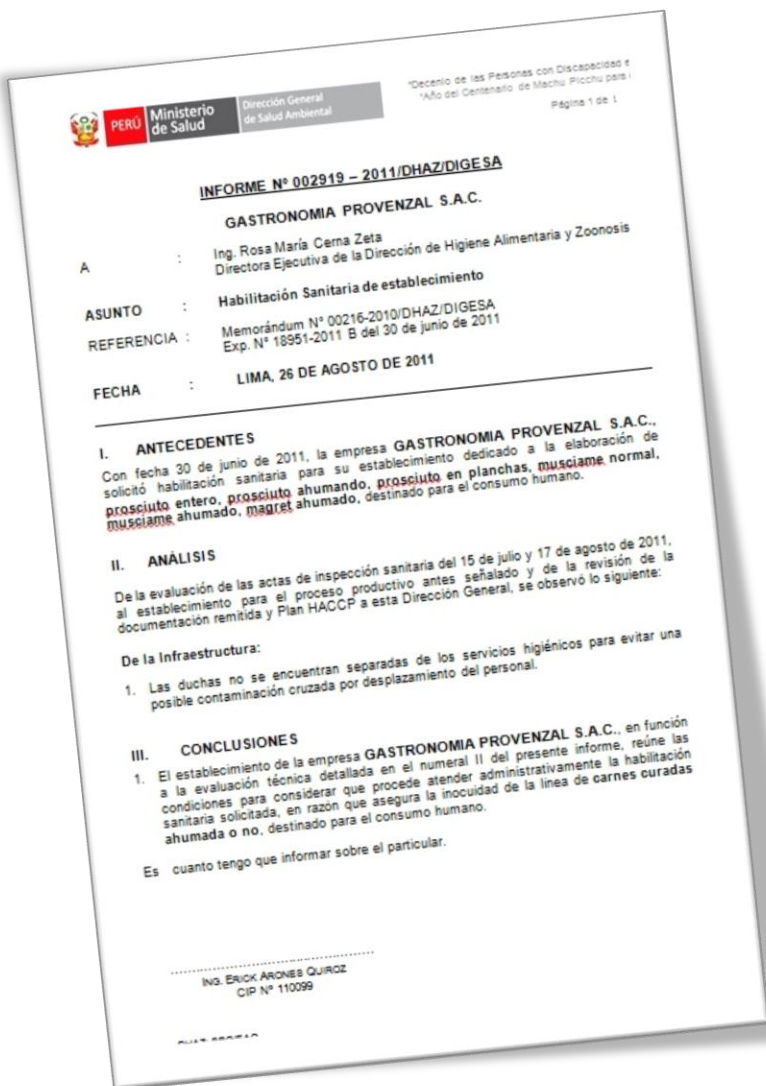 "Decenio de las Personas con Discapacidad e
"Año del Centenario de Machu Picchu para
PERÚ Ministerio de Salud Dirección General de Salud Ambiental
Página 1 de 1
INFORME Nº 002919 – 2011/DHAZ/DIGESA
GASTRONOMIA PROVENZAL S.A.C.
A : Ing. Rosa María Cerna Zeta
Directora Ejecutiva de la Dirección de Higiene Alimentaria y Zoonosis
ASUNTO : Habilitación Sanitaria de establecimiento
REFERENCIA : Memorándum Nº 00216-2010/DHAZ/DIGESA
Exp. Nº 18951-2011 B del 30 de junio de 2011
FECHA : LIMA, 26 DE AGOSTO DE 2011
I. ANTECEDENTES
Con fecha 30 de junio de 2011, la empresa GASTRONOMIA PROVENZAL S.A.C.,
solicitó habilitación sanitaria para su establecimiento dedicado a la elaboración de
prosciuto entero, prosciuto ahumando, prosciuto en planchas, musciame normal,
musciame ahumado, magret ahumado, destinado para el consumo humano.
II. ANÁLISIS
De la evaluación de las actas de inspección sanitaria del 15 de julio y 17 de agosto de 2011,
al establecimiento para el proceso productivo antes señalado y de la revisión de la
documentación remitida y Plan HACCP a esta Dirección General, se observó lo siguiente:
De la Infraestructura:
1. Las duchas no se encuentran separadas de los servicios higiénicos para evitar una
posible contaminación cruzada por desplazamiento del personal.
III. CONCLUSIONES
1. El establecimiento de la empresa GASTRONOMIA PROVENZAL S.A.C., en función
a la evaluación técnica detallada en el numeral II del presente informe, reúne las
condiciones para considerar que procede atender administrativamente la habilitación
sanitaria solicitada, en razón que asegura la inocuidad de la línea de carnes curadas
ahumada o no, destinado para el consumo humano.
Es cuanto tengo que informar sobre el particular.
ING. ERICK ARONES QUIROZ
CIP Nº 110099